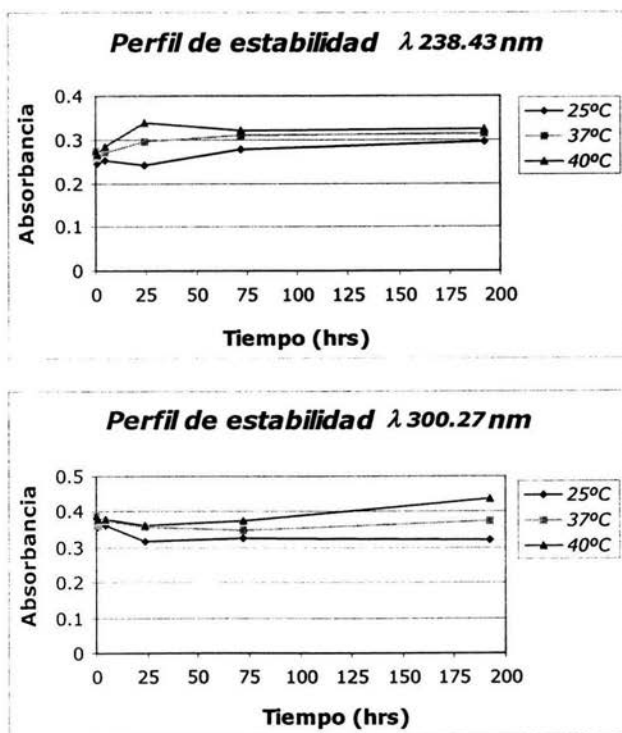 Perfil de estabilidad λ 238.43 nm
0.4
0.3
0.2
0.1
0
Absorbancia
0 25 50 75 100 125 150 175 200
Tiempo (hrs)
25ºC
37ºC
40ºC
Perfil de estabilidad λ 300.27 nm
0.5
0.4
0.3
0.2
0.1
0
Absorbancia
0 25 50 75 100 125 150 175 200
Tiempo (hrs)
25ºC
37ºC
40ºC